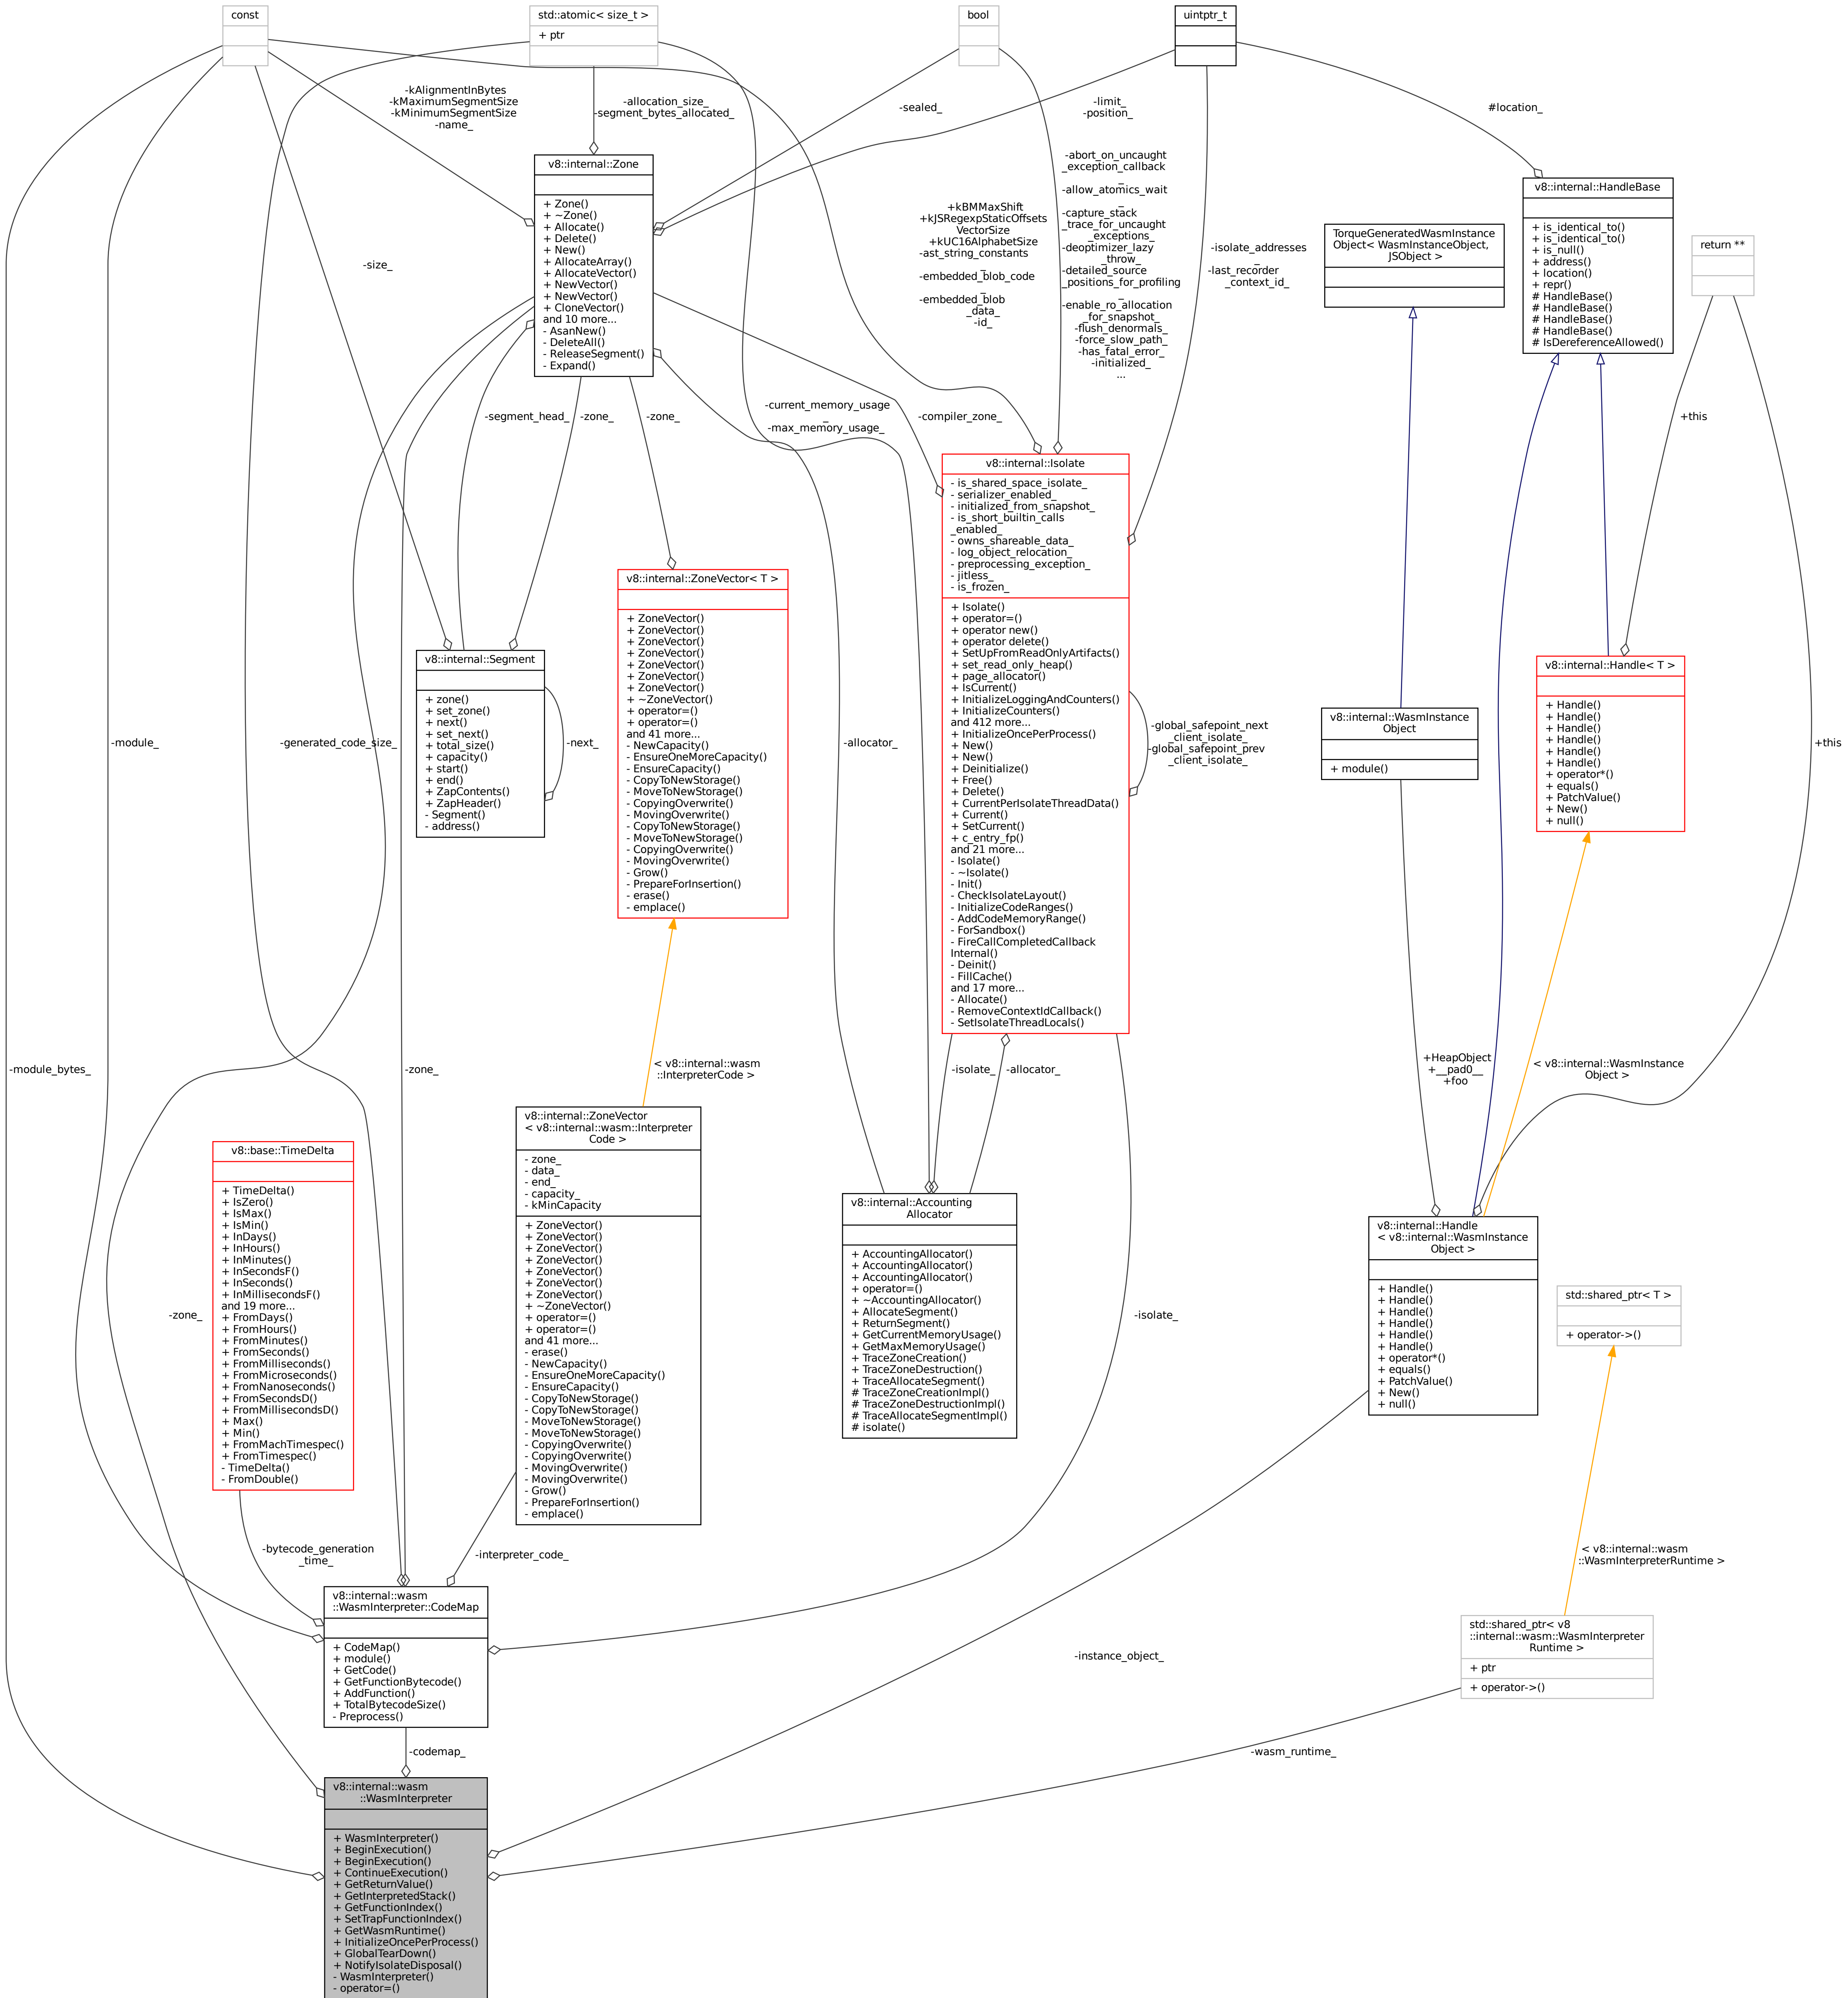 const
std::atomic< size_t >
+ ptr
bool
uintptr_t
-kAlignmentInBytes
-kMaximumSegmentSize
-kMinimumSegmentSize
-name_
-allocation_size_
-segment_bytes_allocated_
-sealed_
-limit_
-position_
#location_
v8::internal::Zone
+ Zone()
+ ~Zone()
+ Allocate()
+ Delete()
+ New()
+ AllocateArray()
+ AllocateVector()
+ NewVector()
+ NewVector()
+ CloneVector()
and 10 more...
- AsanNew()
- DeleteAll()
- ReleaseSegment()
- Expand()
+kBMMaxShift
+kJSRegexpStaticOffsets
VectorSize
+kUC16AlphabetSize
-ast_string_constants
_
-embedded_blob_code
_
-embedded_blob
_data_
-id_
-abort_on_uncaught
_exception_callback
_
-allow_atomics_wait
_
-capture_stack
_trace_for_uncaught
_exceptions_
-deoptimizer_lazy
_throw_
-detailed_source
_positions_for_profiling
_
-enable_ro_allocation
_for_snapshot_
-flush_denormals_
-force_slow_path_
-has_fatal_error_
-initialized_
...
-isolate_addresses
_
-last_recorder
_context_id_
TorqueGeneratedWasmInstance
Object< WasmInstanceObject,
JSObject >
v8::internal::HandleBase
+ is_identical_to()
+ is_identical_to()
+ is_null()
+ address()
+ location()
+ repr()
# HandleBase()
# HandleBase()
# HandleBase()
# HandleBase()
# IsDereferenceAllowed()
return **
-size_
-segment_head_
-zone_
-zone_
-current_memory_usage
_
-max_memory_usage_
-compiler_zone_
+this
v8::internal::Isolate
- is_shared_space_isolate_
- serializer_enabled_
- initialized_from_snapshot_
- is_short_builtin_calls
_enabled_
- owns_shareable_data_
- log_object_relocation_
- preprocessing_exception_
- jitless_
- is_frozen_
+ Isolate()
+ operator=()
+ operator new()
+ operator delete()
+ SetUpFromReadOnlyArtifacts()
+ set_read_only_heap()
+ page_allocator()
+ IsCurrent()
+ InitializeLoggingAndCounters()
+ InitializeCounters()
and 412 more...
+ InitializeOncePerProcess()
+ New()
+ New()
+ Deinitialize()
+ Free()
+ Delete()
+ CurrentPerIsolateThreadData()
+ Current()
+ SetCurrent()
+ c_entry_fp()
and 21 more...
- Isolate()
- ~Isolate()
- Init()
- CheckIsolateLayout()
- InitializeCodeRanges()
- AddCodeMemoryRange()
- ForSandbox()
- FireCallCompletedCallback
Internal()
- Deinit()
- FillCache()
and 17 more...
- Allocate()
- RemoveContextIdCallback()
- SetIsolateThreadLocals()
v8::internal::ZoneVector< T >
+ ZoneVector()
+ ZoneVector()
+ ZoneVector()
+ ZoneVector()
+ ZoneVector()
+ ZoneVector()
+ ZoneVector()
+ ~ZoneVector()
+ operator=()
+ operator=()
and 41 more...
- NewCapacity()
- EnsureOneMoreCapacity()
- EnsureCapacity()
- CopyToNewStorage()
- MoveToNewStorage()
- CopyingOverwrite()
- MovingOverwrite()
- CopyToNewStorage()
- MoveToNewStorage()
- CopyingOverwrite()
- MovingOverwrite()
- Grow()
- PrepareForInsertion()
- erase()
- emplace()
v8::internal::Segment
+ zone()
+ set_zone()
+ next()
+ set_next()
+ total_size()
+ capacity()
+ start()
+ end()
+ ZapContents()
+ ZapHeader()
- Segment()
- address()
-module_
-generated_code_size_
-next_
-allocator_
-global_safepoint_next
_client_isolate_
-global_safepoint_prev
_client_isolate_
v8::internal::WasmInstance
Object
+ module()
v8::internal::Handle< T >
+ Handle()
+ Handle()
+ Handle()
+ Handle()
+ Handle()
+ Handle()
+ operator*()
+ equals()
+ PatchValue()
+ New()
+ null()
+this
-module_bytes_
-zone_
< v8::internal::wasm
::InterpreterCode >
-isolate_
-allocator_
+HeapObject
+__pad0__
+foo
< v8::internal::WasmInstance
Object >
v8::base::TimeDelta
+ TimeDelta()
+ IsZero()
+ IsMax()
+ IsMin()
+ InDays()
+ InHours()
+ InMinutes()
+ InSecondsF()
+ InSeconds()
+ InMillisecondsF()
and 19 more...
+ FromDays()
+ FromHours()
+ FromMinutes()
+ FromSeconds()
+ FromMilliseconds()
+ FromMicroseconds()
+ FromNanoseconds()
+ FromSecondsD()
+ FromMillisecondsD()
+ Max()
+ Min()
+ FromMachTimespec()
+ FromTimespec()
- TimeDelta()
- FromDouble()
v8::internal::ZoneVector
< v8::internal::wasm::Interpreter
Code >
- zone_
- data_
- end_
- capacity_
- kMinCapacity
+ ZoneVector()
+ ZoneVector()
+ ZoneVector()
+ ZoneVector()
+ ZoneVector()
+ ZoneVector()
+ ZoneVector()
+ ~ZoneVector()
+ operator=()
+ operator=()
and 41 more...
- erase()
- NewCapacity()
- EnsureOneMoreCapacity()
- EnsureCapacity()
- CopyToNewStorage()
- CopyToNewStorage()
- MoveToNewStorage()
- MoveToNewStorage()
- CopyingOverwrite()
- CopyingOverwrite()
- MovingOverwrite()
- MovingOverwrite()
- Grow()
- PrepareForInsertion()
- emplace()
v8::internal::Accounting
Allocator
+ AccountingAllocator()
+ AccountingAllocator()
+ AccountingAllocator()
+ operator=()
+ ~AccountingAllocator()
+ AllocateSegment()
+ ReturnSegment()
+ GetCurrentMemoryUsage()
+ GetMaxMemoryUsage()
+ TraceZoneCreation()
+ TraceZoneDestruction()
+ TraceAllocateSegment()
# TraceZoneCreationImpl()
# TraceZoneDestructionImpl()
# TraceAllocateSegmentImpl()
# isolate()
v8::internal::Handle
< v8::internal::WasmInstance
Object >
+ Handle()
+ Handle()
+ Handle()
+ Handle()
+ Handle()
+ Handle()
+ operator*()
+ equals()
+ PatchValue()
+ New()
+ null()
std::shared_ptr< T >
+ operator->()
-zone_
-isolate_
-bytecode_generation
_time_
-interpreter_code_
< v8::internal::wasm
::WasmInterpreterRuntime >
v8::internal::wasm
::WasmInterpreter::CodeMap
+ CodeMap()
+ module()
+ GetCode()
+ GetFunctionBytecode()
+ AddFunction()
+ TotalBytecodeSize()
- Preprocess()
-instance_object_
std::shared_ptr< v8
::internal::wasm::WasmInterpreter
Runtime >
+ ptr
+ operator->()
-codemap_
-wasm_runtime_
v8::internal::wasm
::WasmInterpreter
+ WasmInterpreter()
+ BeginExecution()
+ BeginExecution()
+ ContinueExecution()
+ GetReturnValue()
+ GetInterpretedStack()
+ GetFunctionIndex()
+ SetTrapFunctionIndex()
+ GetWasmRuntime()
+ InitializeOncePerProcess()
+ GlobalTearDown()
+ NotifyIsolateDisposal()
- WasmInterpreter()
- operator=()